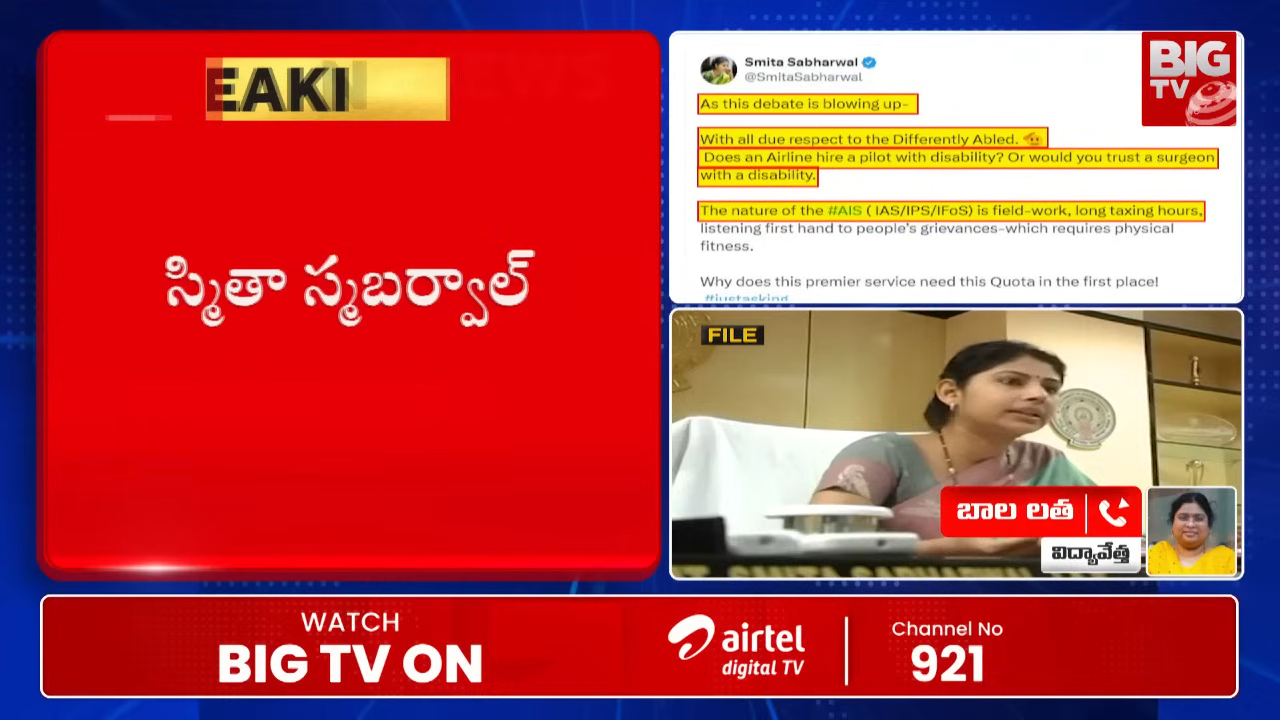 EAKI
స్మితా స్మబర్వాల్
Smita Sabharwal
@SmitaSabharwal
As this debate is blowing up-
With all due respect to the Differently Abled. 🫡
Does an Airline hire a pilot with disability? Or would you trust a surgeon
with a disability.
The nature of the #AIS ( IAS/IPS/IFoS) is field-work, long taxing hours,
listening first hand to people's grievances-which requires physical
fitness.
Why does this premier service need this Quota in the first place!
#justasking
BIG
TV
FILE
బాల లత
విద్యావేత్త
WATCH
BIG TV ON
airtel
digital TV
Channel No
921